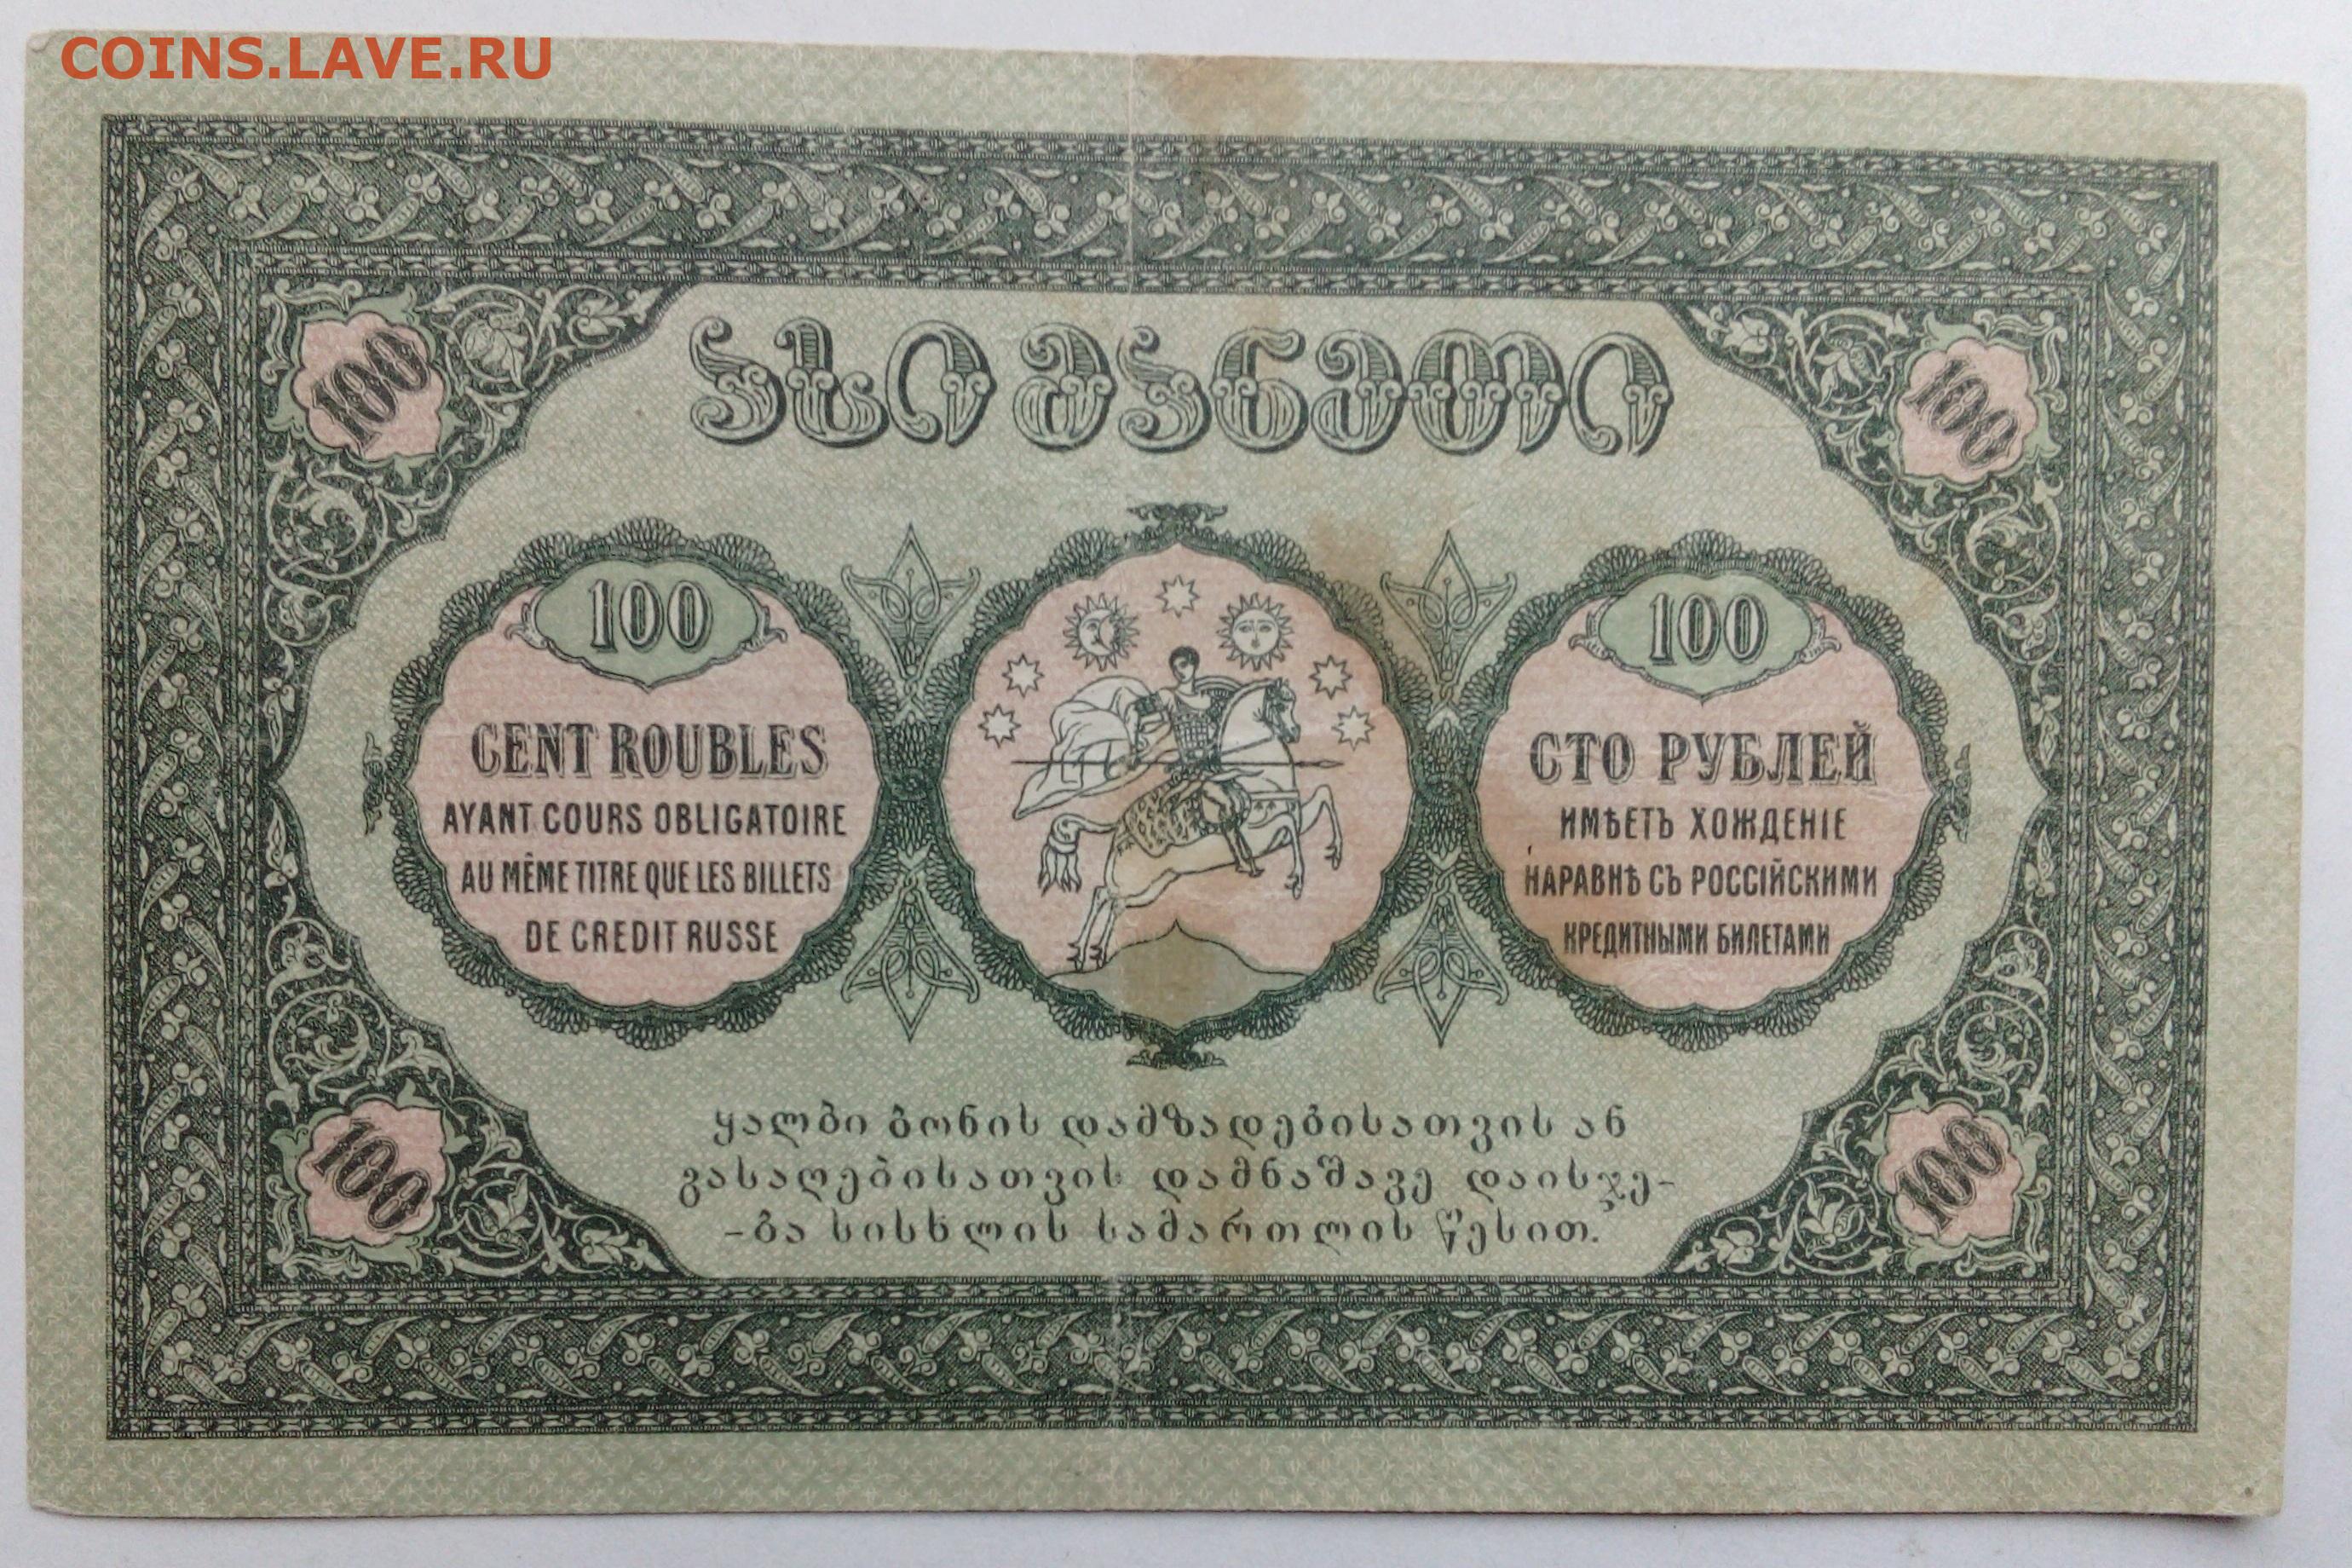 COINS.LAVE.RU
ასი მანეთი
100
100
100
100
CENT ROUBLES
AYANT COURS OBLIGATOIRE
AU MÊME TITRE QUE LES BILLETS
DE CREDIT RUSSE
100
СТО РУБЛЕЙ
ИМѢЕТЪ ХОЖДЕНІЕ
НАРАВНѢ СЪ РОССІЙСКИМИ
КРЕДИТНЫМИ БИЛЕТАМИ
100
100
ყალბი ბონის დამზადებისათვის ან
გასაღებისათვის დამნაშავე დაისჯე-
-ბა სისხლის სამართლის წესით.